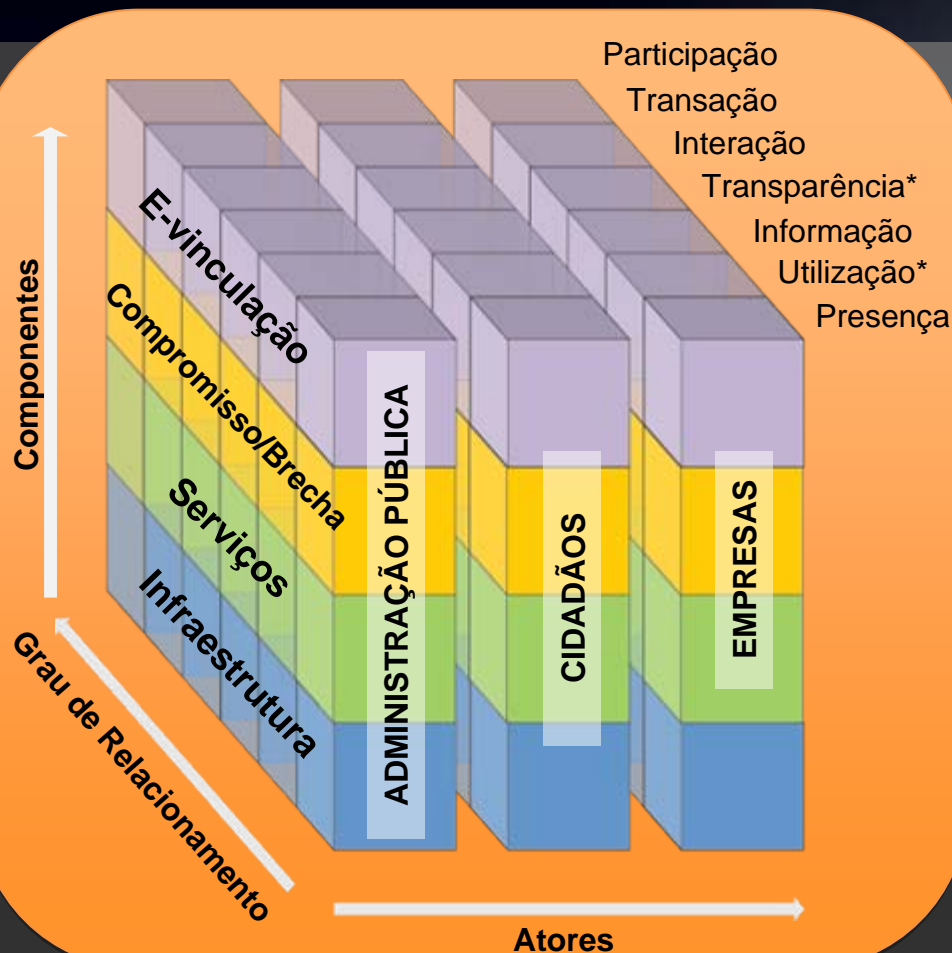 Participação
Transação
Interação
Transparência*
Informação
Utilização*
Presença
Componentes
E-vinculação
Compromisso/Brecha
Serviços
Infraestrutura
ADMINISTRAÇÃO PÚBLICA
CIDADÃOS
EMPRESAS
Grau de Relacionamento
Atores